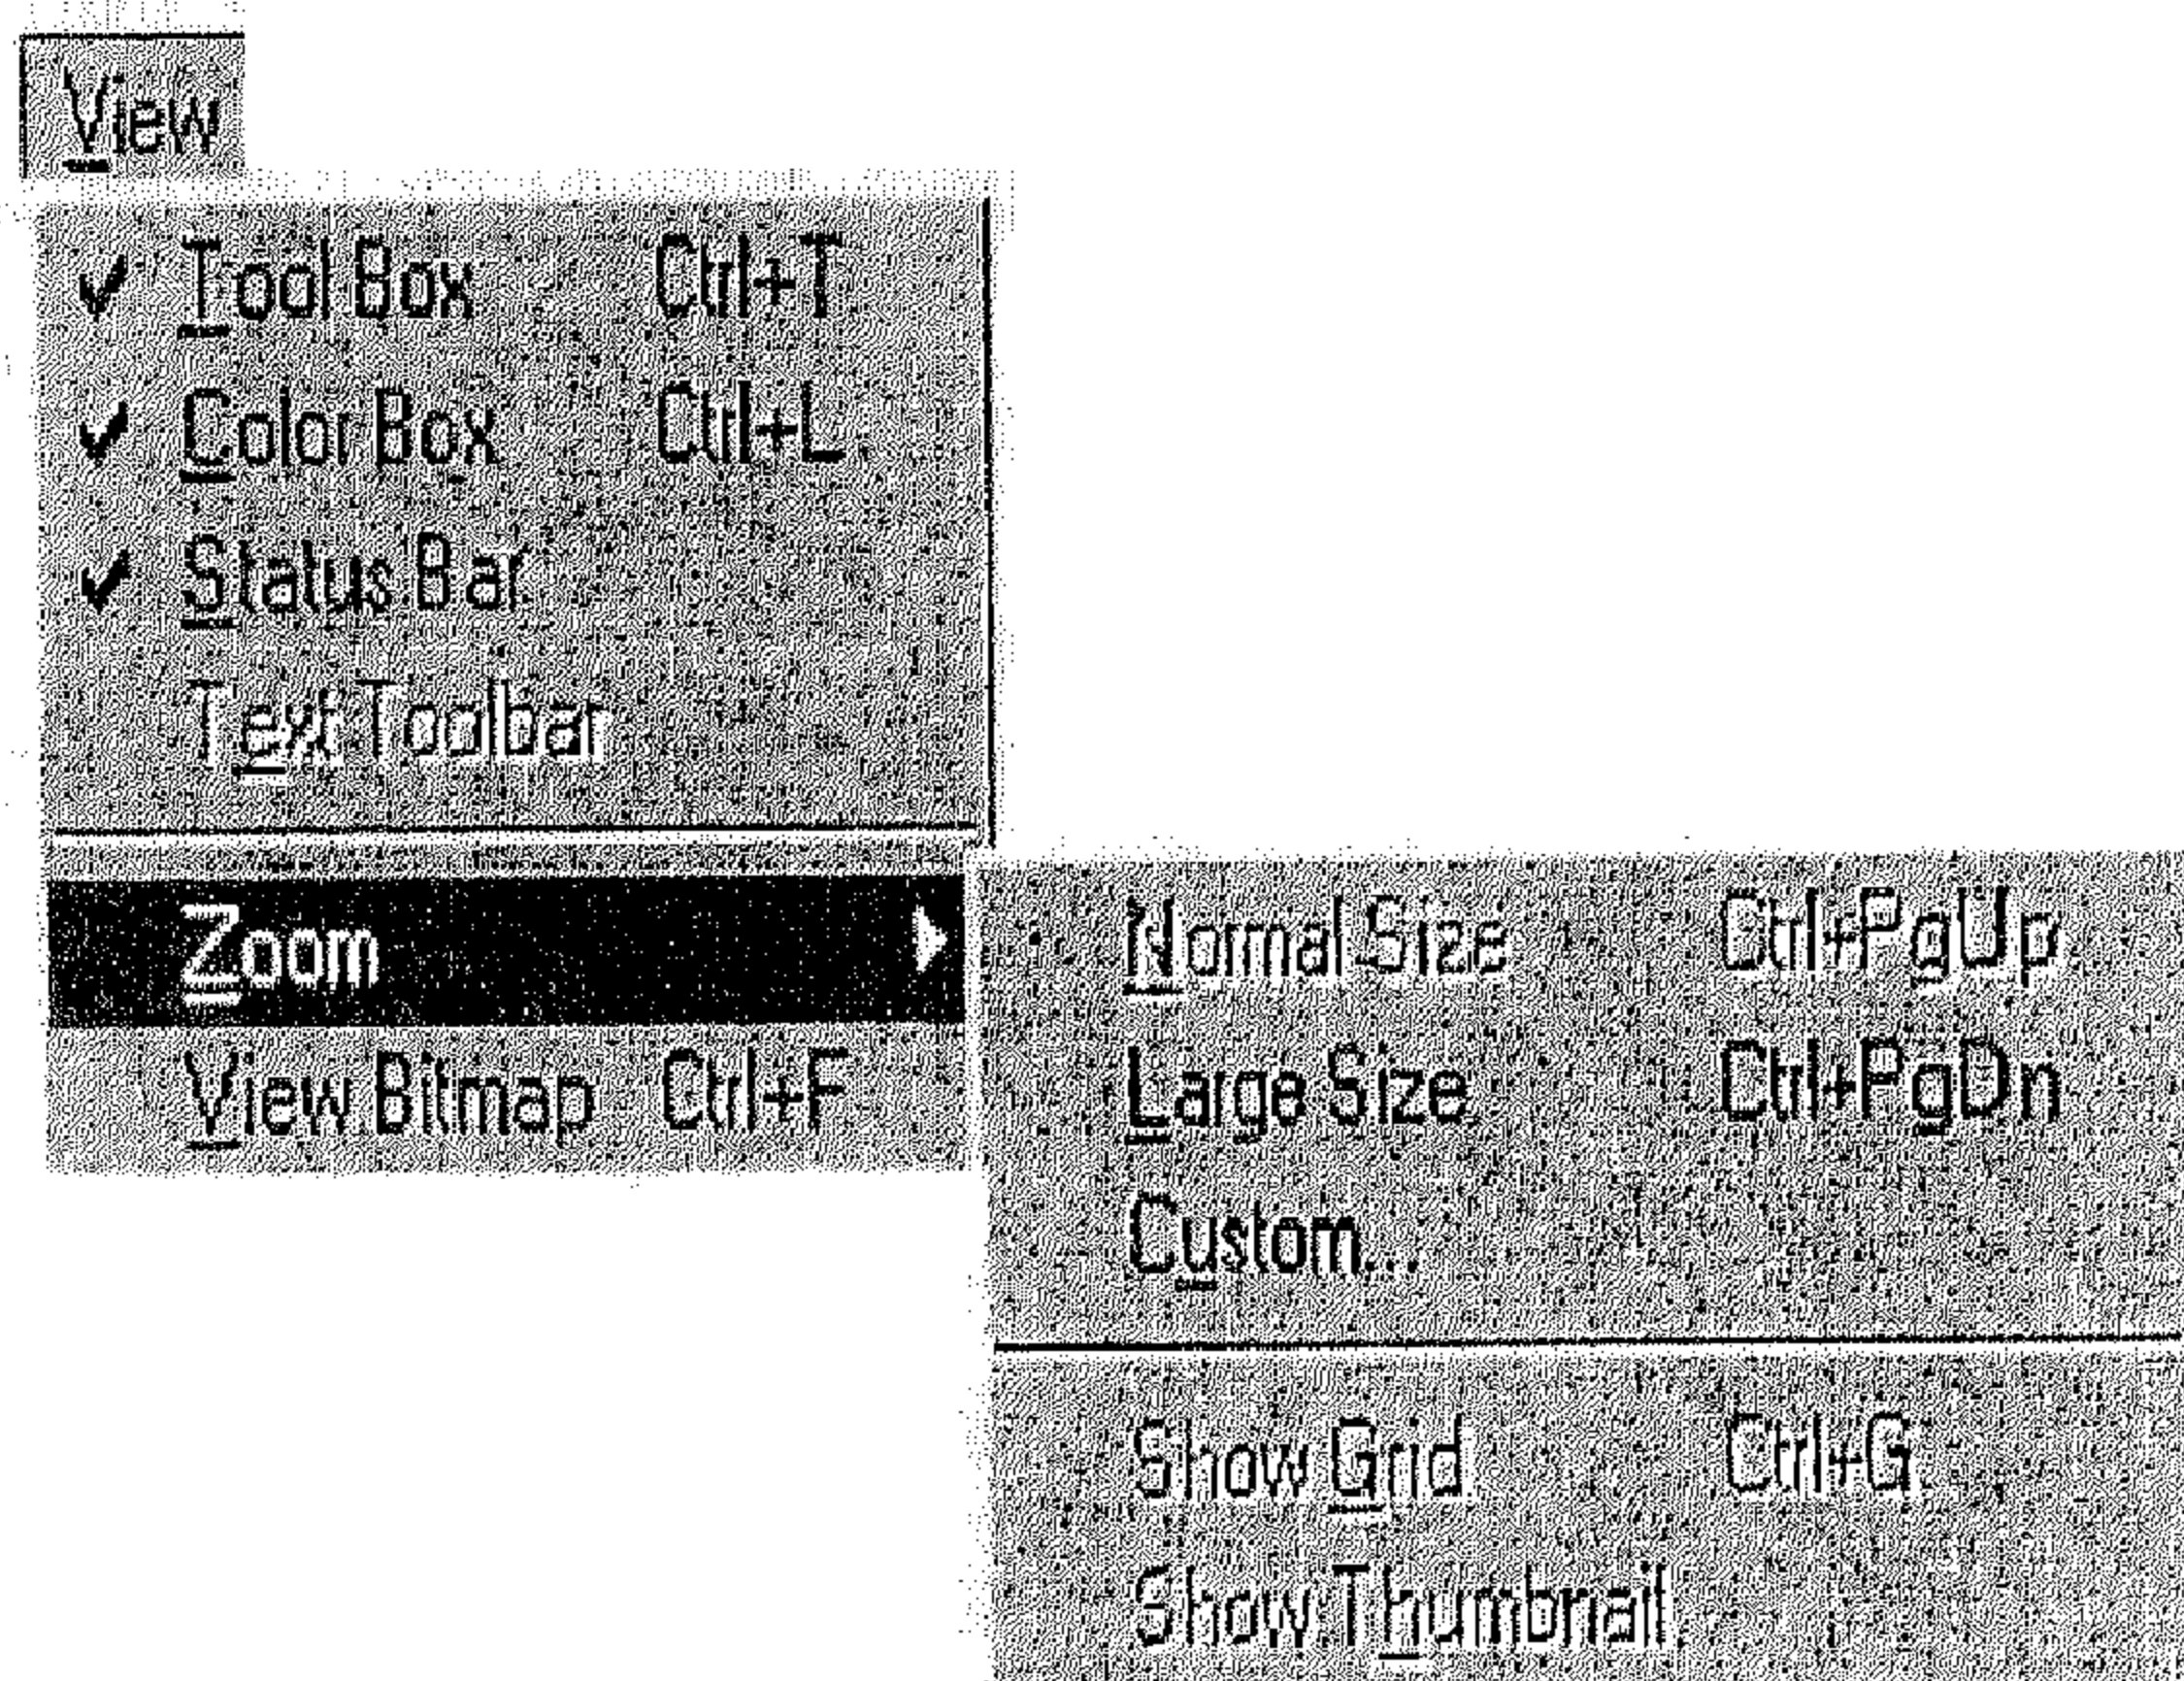 View
Tool Box Ctrl+T
Color Box Ctrl+L
Status Bar
Text Toolbar
Zoom
View Bitmap Ctrl+F
Normal Size Ctrl+PgUp
Large Size Ctrl+PgDn
Custom...
Show Grid Ctrl+G
Show Thumbnail